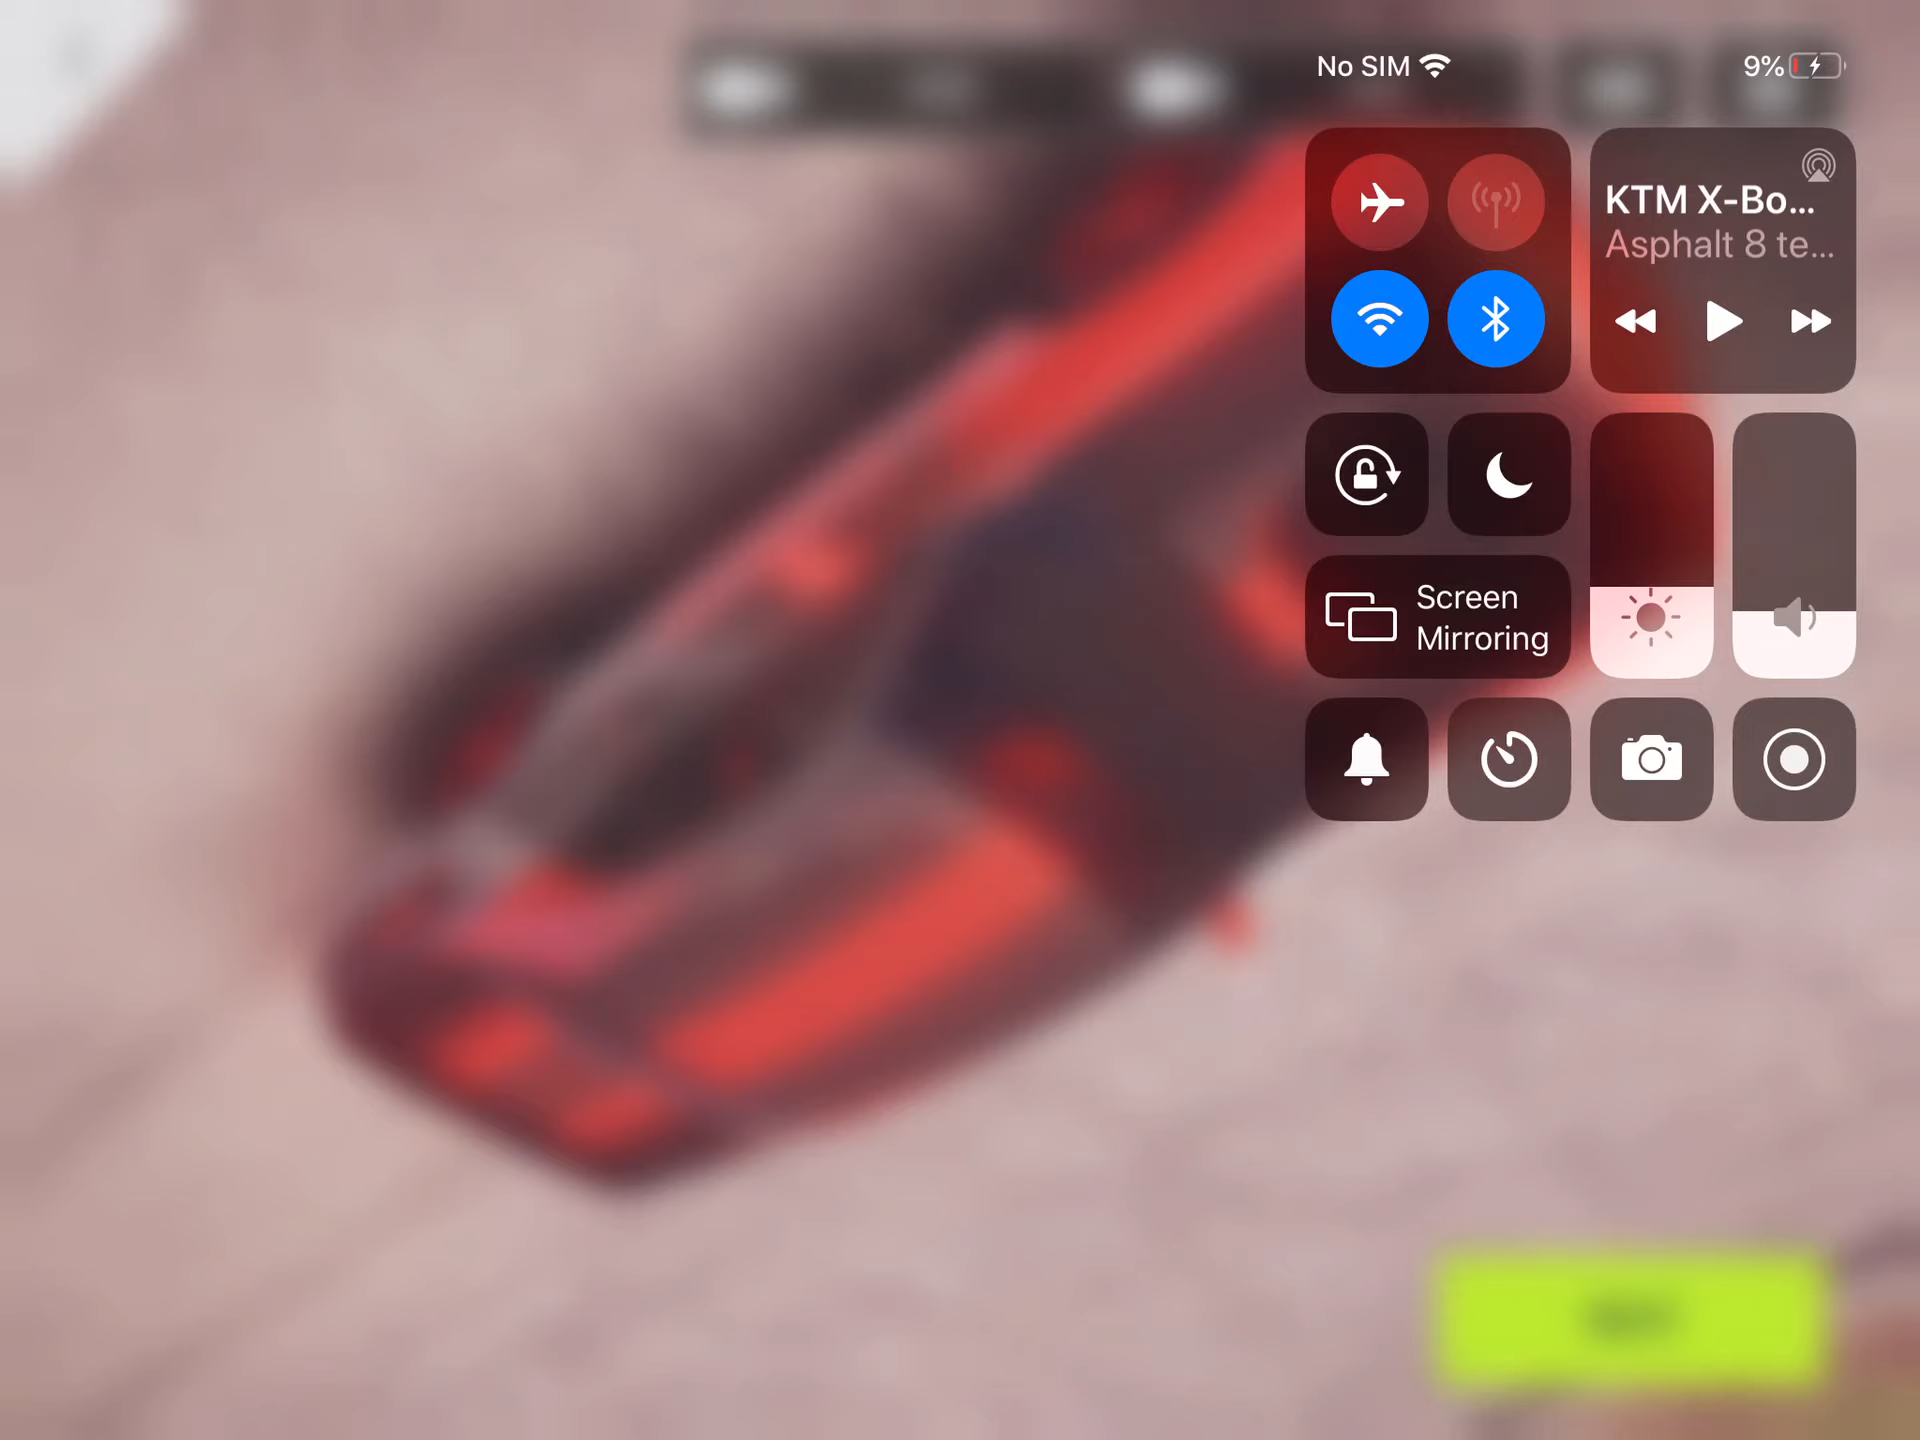 No SIM
9%
KTM X-Bo...
Asphalt 8 te...
Screen
Mirroring